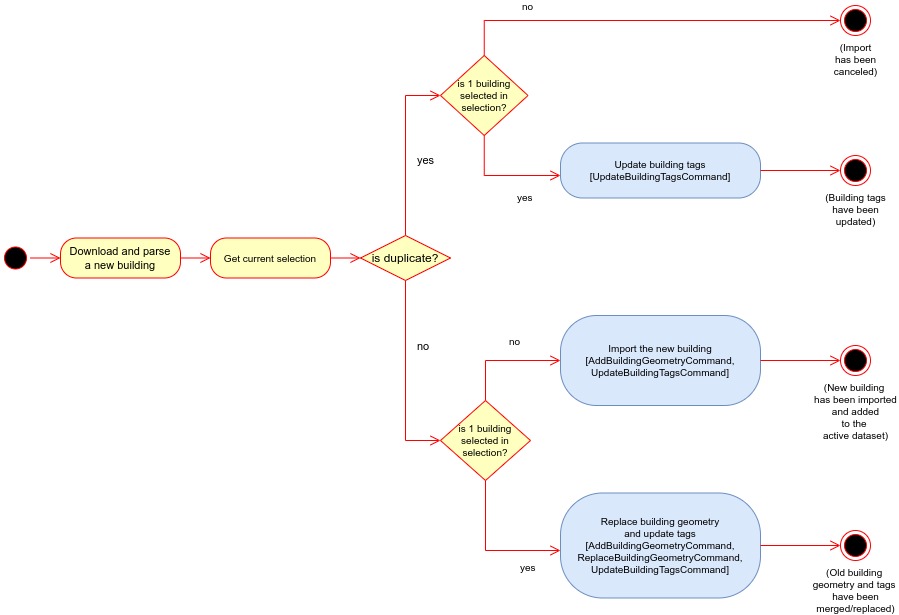 no
(Import
has been
canceled)
is 1 building
selected in
selection?
yes
Update building tags
[UpdateBuildingTagsCommand]
yes
(Building tags
have been
updated)
Download and parse
a new building
Get current selection
is duplicate?
no
no
Import the new building
[AddBuildingGeometryCommand,
UpdateBuildingTagsCommand]
(New building
has been imported
and added
to the
active dataset)
is 1 building
selected in
selection?
Replace building geometry
and update tags
[AddBuildingGeometryCommand,
ReplaceBuildingGeometryCommand,
UpdateBuildingTagsCommand]
yes
(Old building
geometry and tags
have been
merged/replaced)